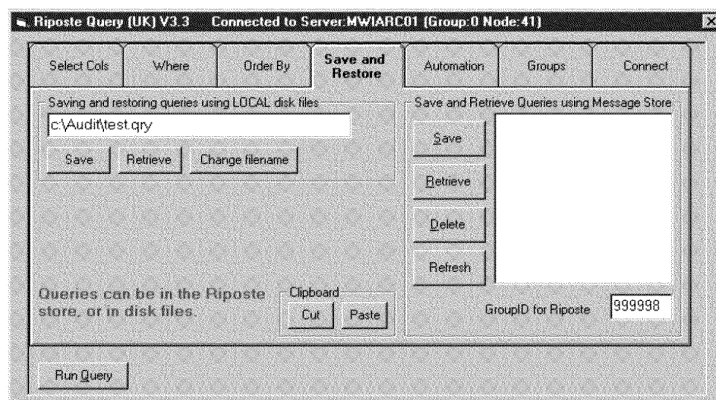 Riposte Query (UK) V3.3 Connected to Server:MWIARC01 (Group:0 Node:41)
Select Cols Where Order By Save and Restore Automation Groups Connect
Saving and restoring queries using LOCAL disk files
c:\Audit\test.qry
Save Retrieve Change filename
Queries can be in the Riposte
store, or in disk files.
Clipboard
Cut Paste
Save and Retrieve Queries using Message Store
Save
Retrieve
Delete
Refresh
GroupID for Riposte 999998
Run Query